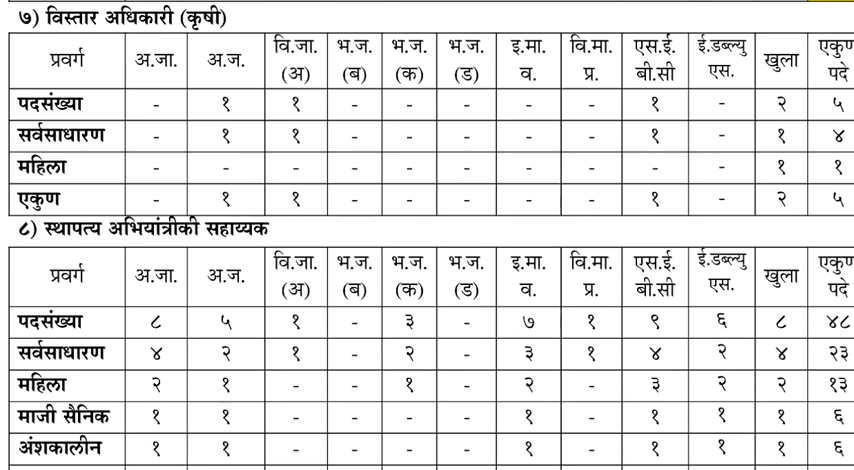 ७) विस्तार अधिकारी (कृषी)
प्रवर्ग अ.जा. अ.ज. वि.जा. (अ) भ.ज. (ब) भ.ज. (क) भ.ज. (ड) इ.मा. व. वि.मा. प्र. एस.ई. बी.सी ई.डब्ल्यु एस. खुला एकुण पदे
पदसंख्या - १ १ - - - - - १ - २ ५
सर्वसाधारण - १ १ - - - - - १ - १ ४
महिला - - - - - - - - - - १ १
एकुण - १ १ - - - - - १ - २ ५
८) स्थापत्य अभियांत्रीकी सहाय्यक
प्रवर्ग अ.जा. अ.ज. वि.जा. (अ) भ.ज. (ब) भ.ज. (क) भ.ज. (ड) इ.मा. व. वि.मा. प्र. एस.ई. बी.सी ई.डब्ल्यु एस. खुला एकुण पदे
पदसंख्या ८ ५ १ - ३ - ७ १ ९ ६ ८ ४८
सर्वसाधारण ४ २ १ - २ - ३ १ ४ २ ४ २३
महिला २ १ - - १ - २ - ३ २ २ १३
माजी सैनिक १ १ - - - - १ - १ १ १ ६
अंशकालीन १ १ - - - - १ - १ १ १ ६